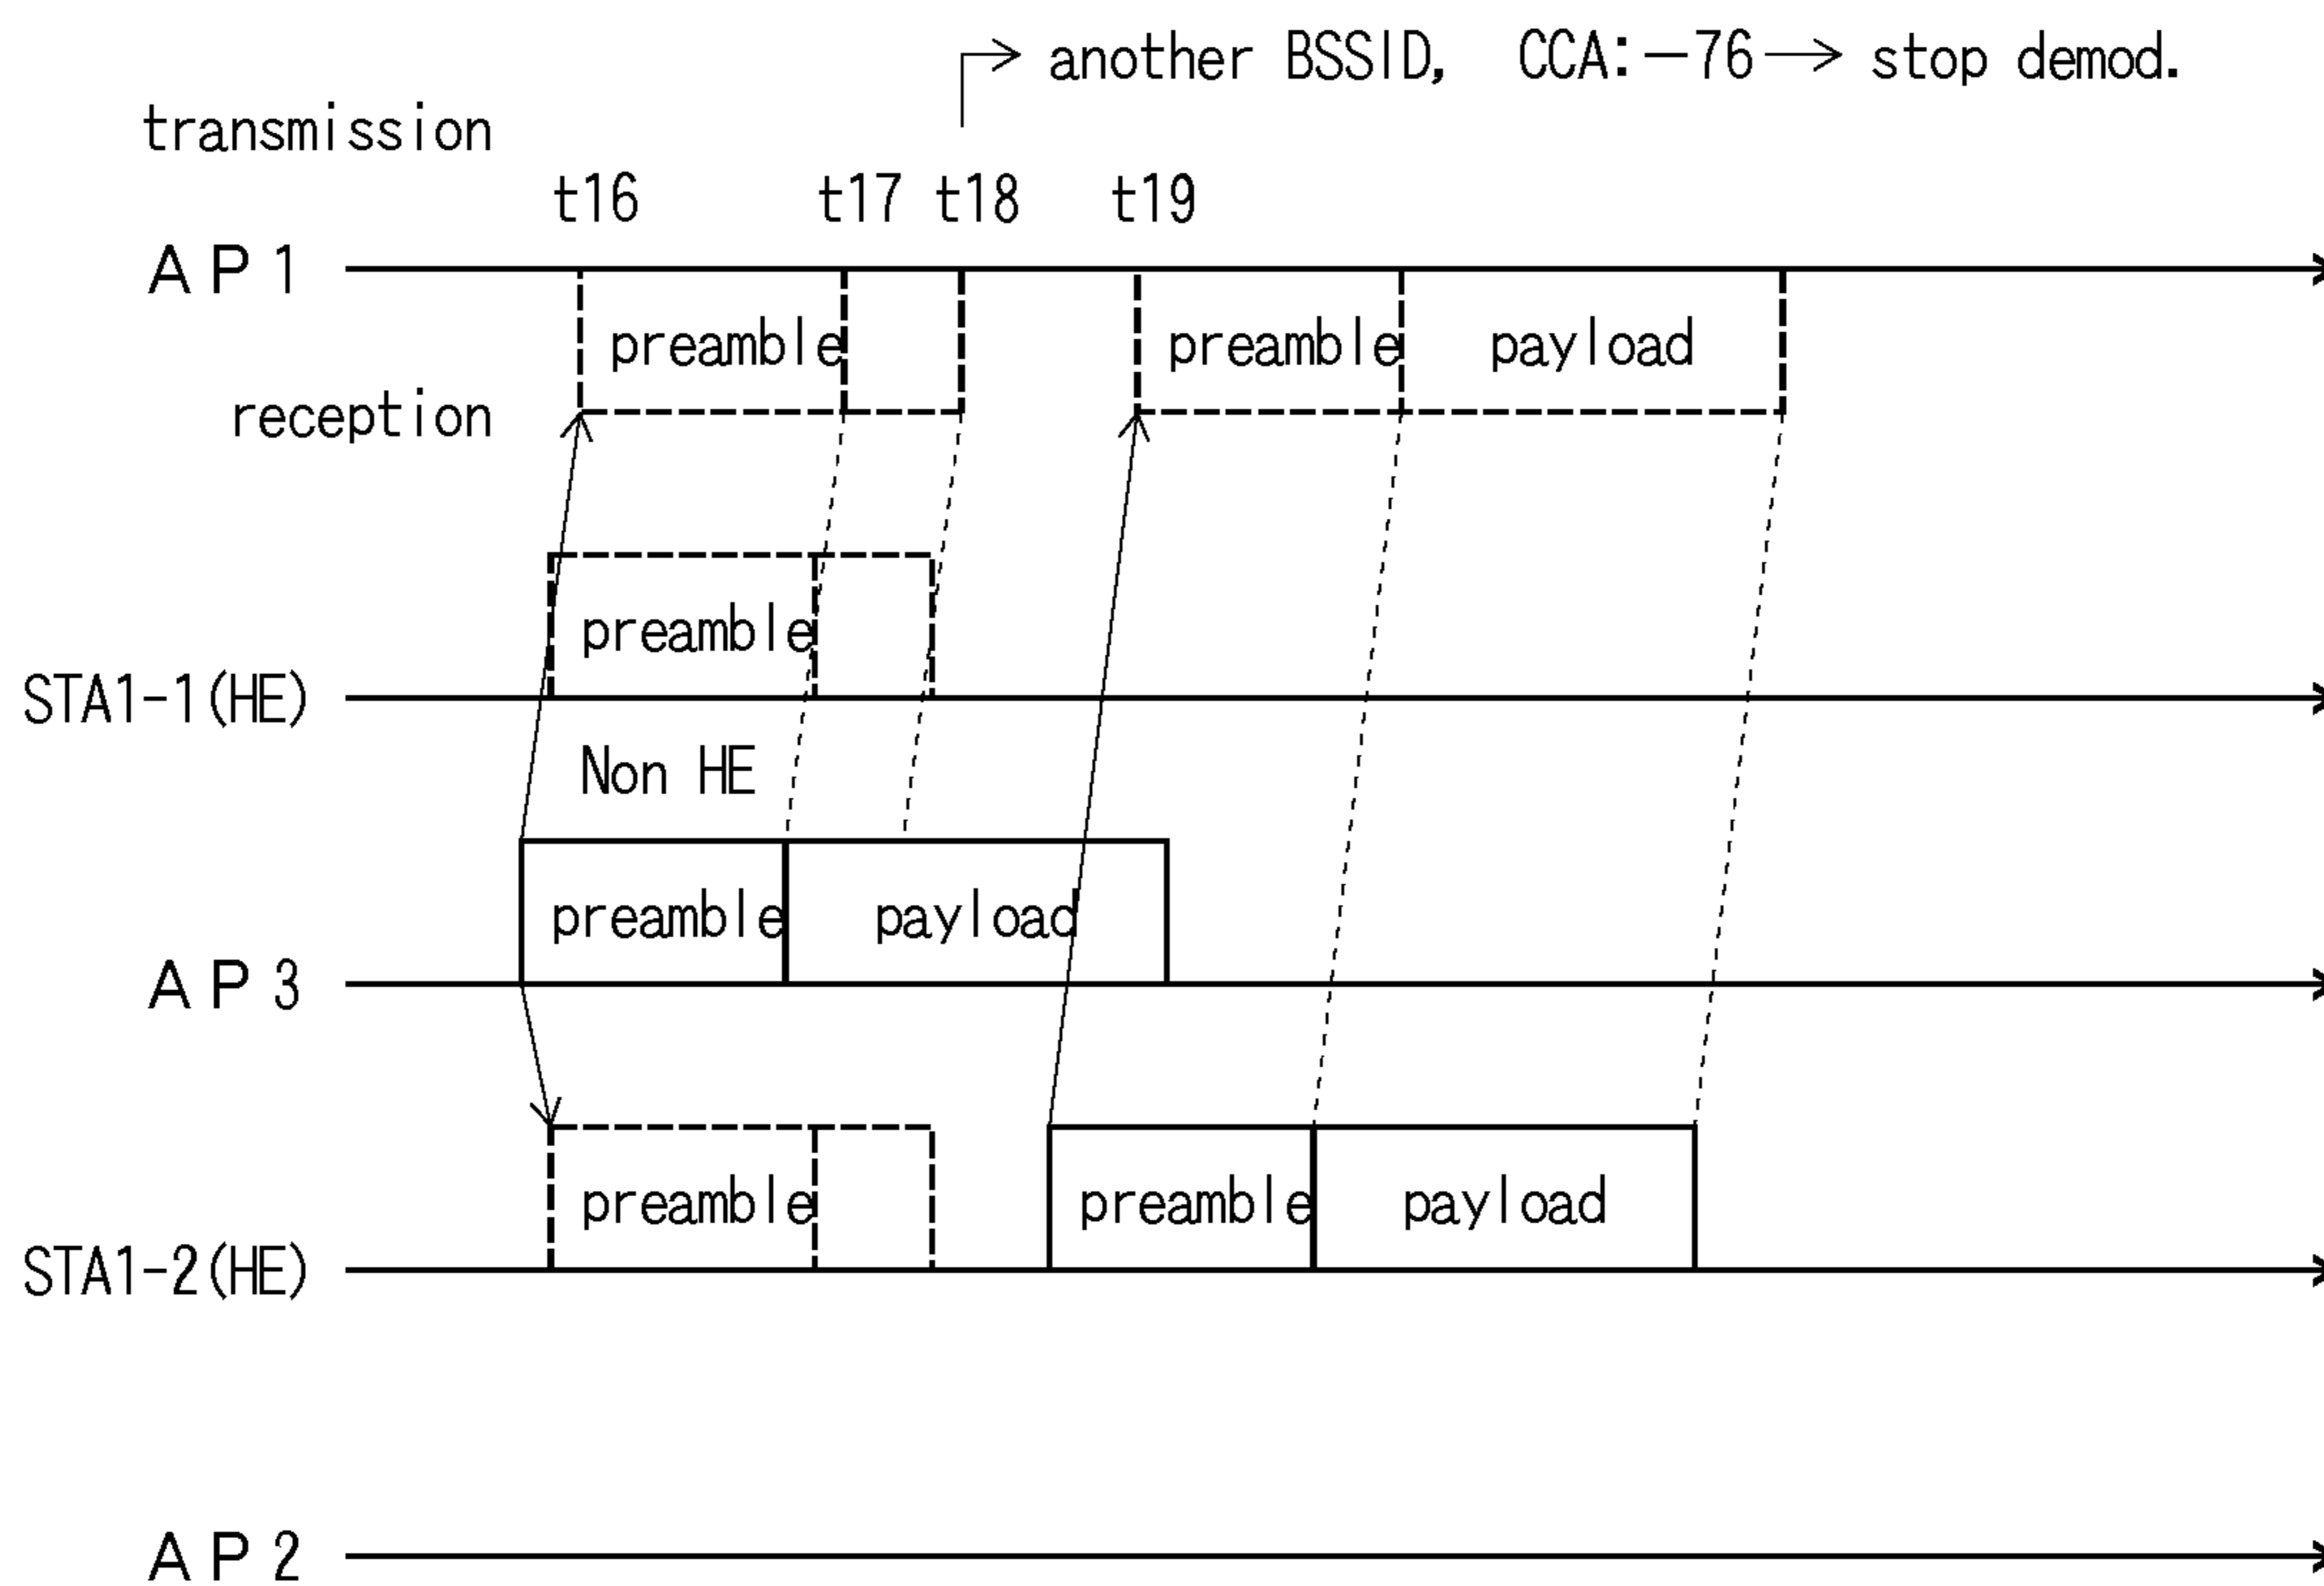 another BSSID, CCA:−76 → stop demod.
transmission
t16 t17 t18 t19
AP1
preamble preamble payload
reception
preamble
STA1-1(HE)
Non HE
preamble payload
AP3
preamble preamble payload
STA1-2(HE)
AP2